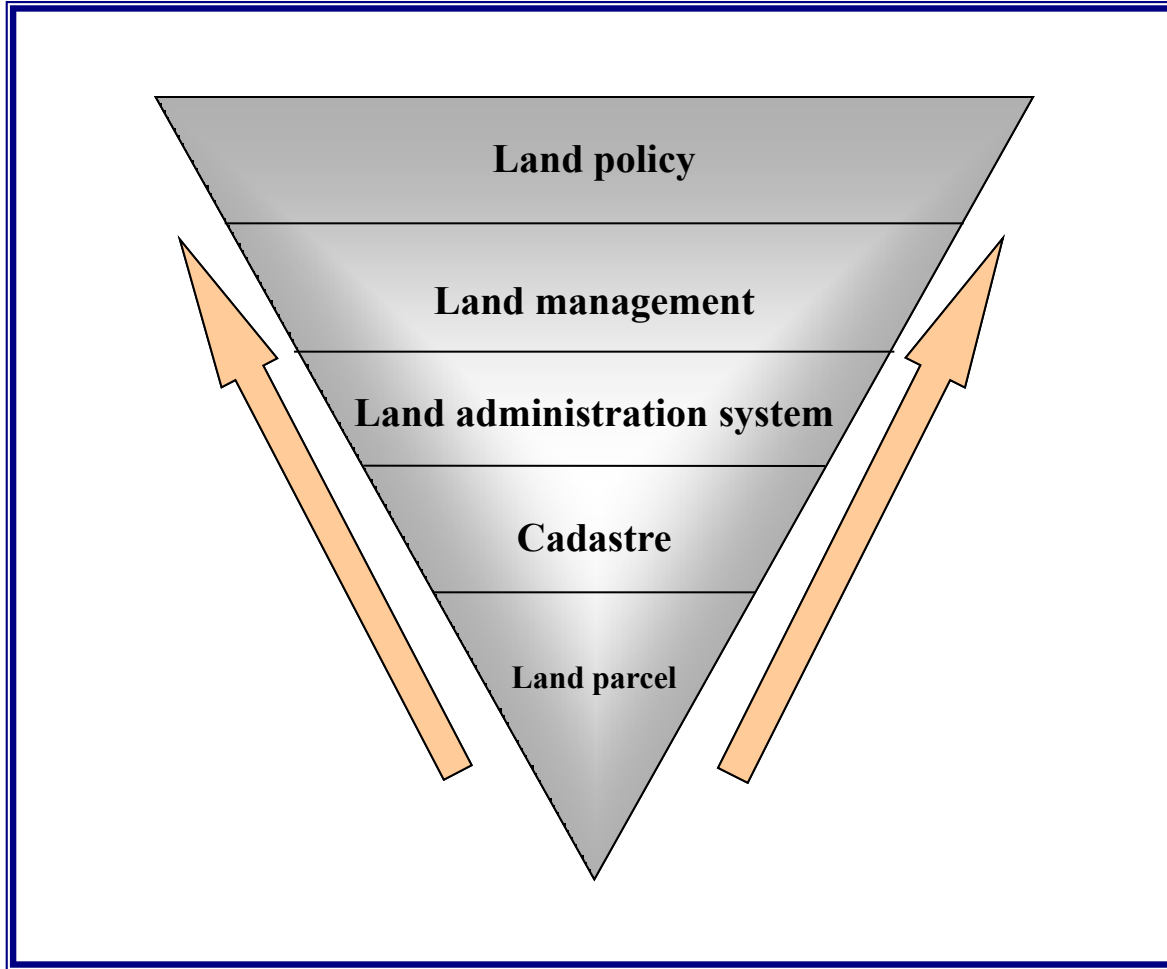 Land policy
Land management
Land administration system
Cadastre
Land parcel